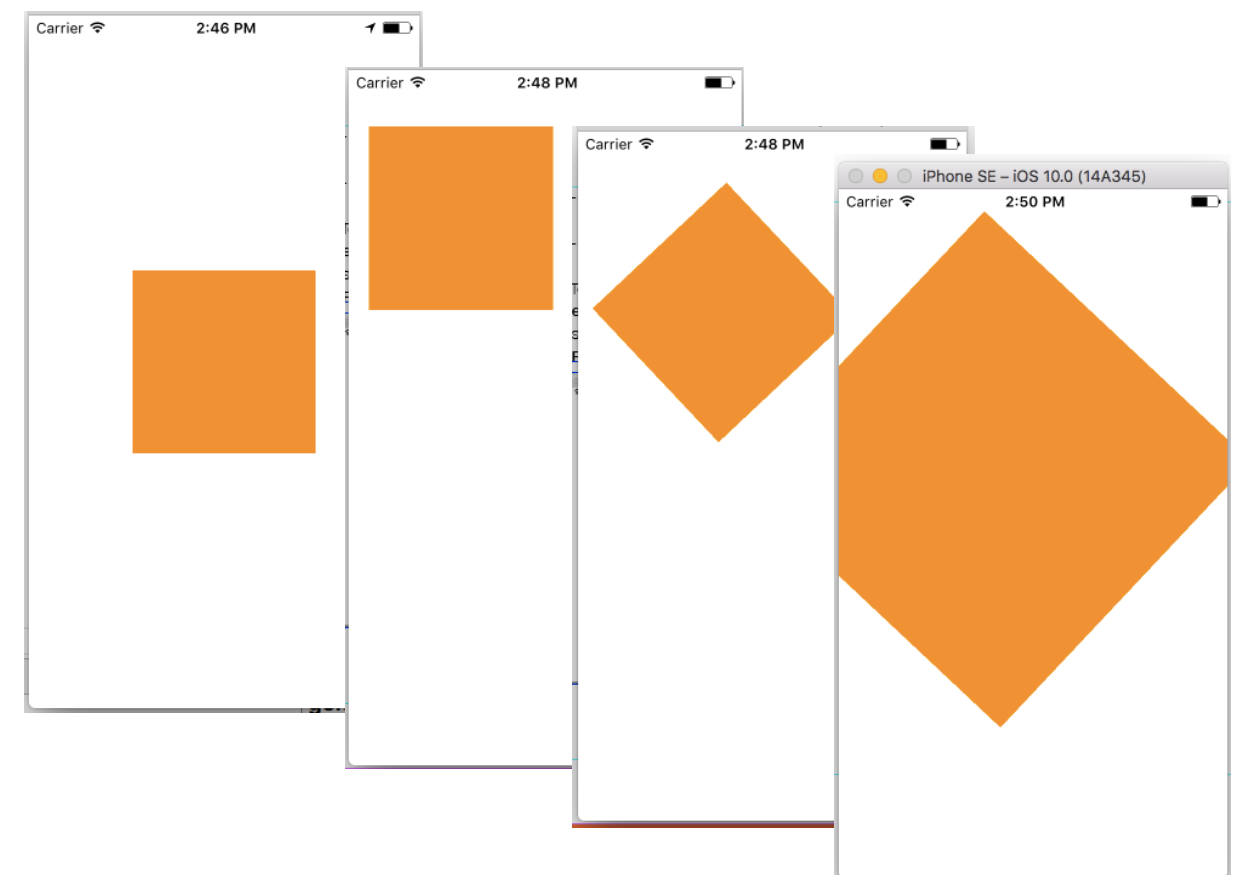 Carrier 2:46 PM
Carrier 2:48 PM
Carrier 2:48 PM
iPhone SE – iOS 10.0 (14A345)
Carrier 2:50 PM